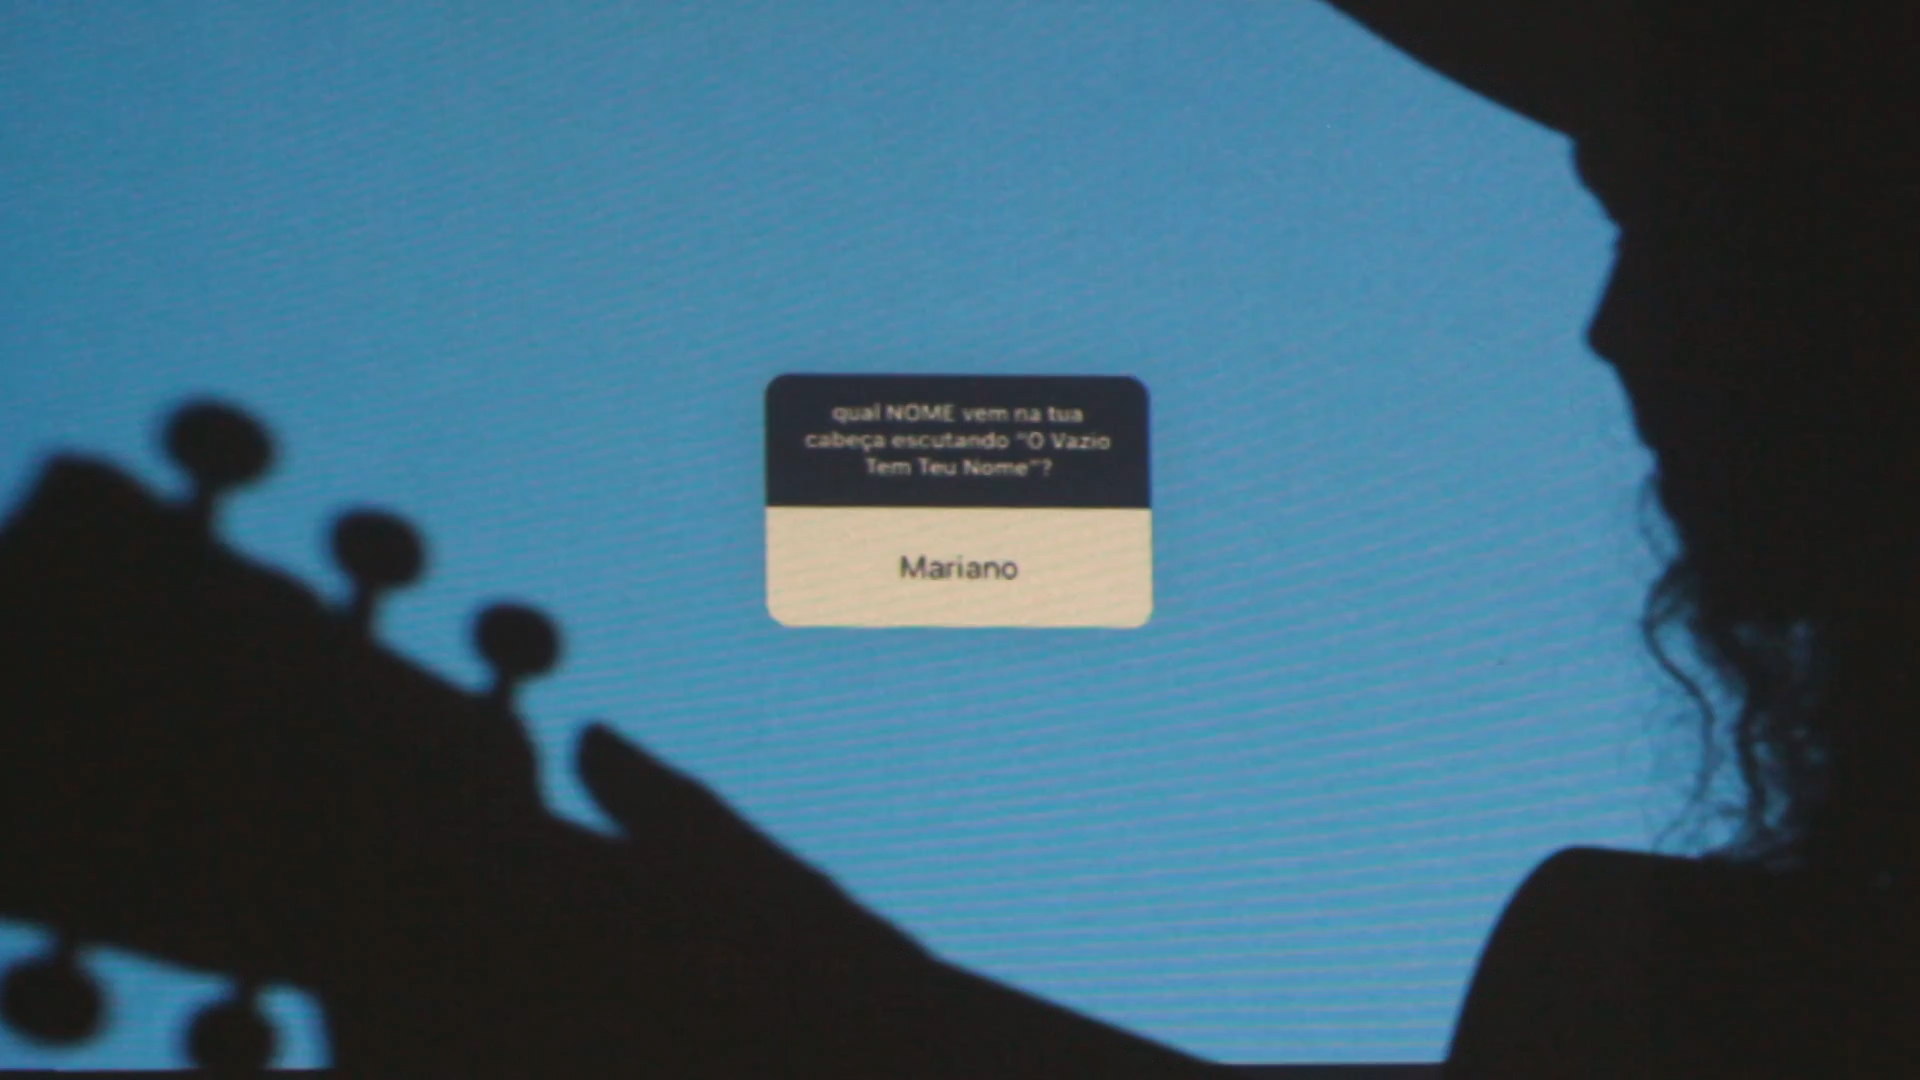 qual NOME vem na tua
cabeça escutando "O Vazio
Tem Teu Nome"?
Mariano